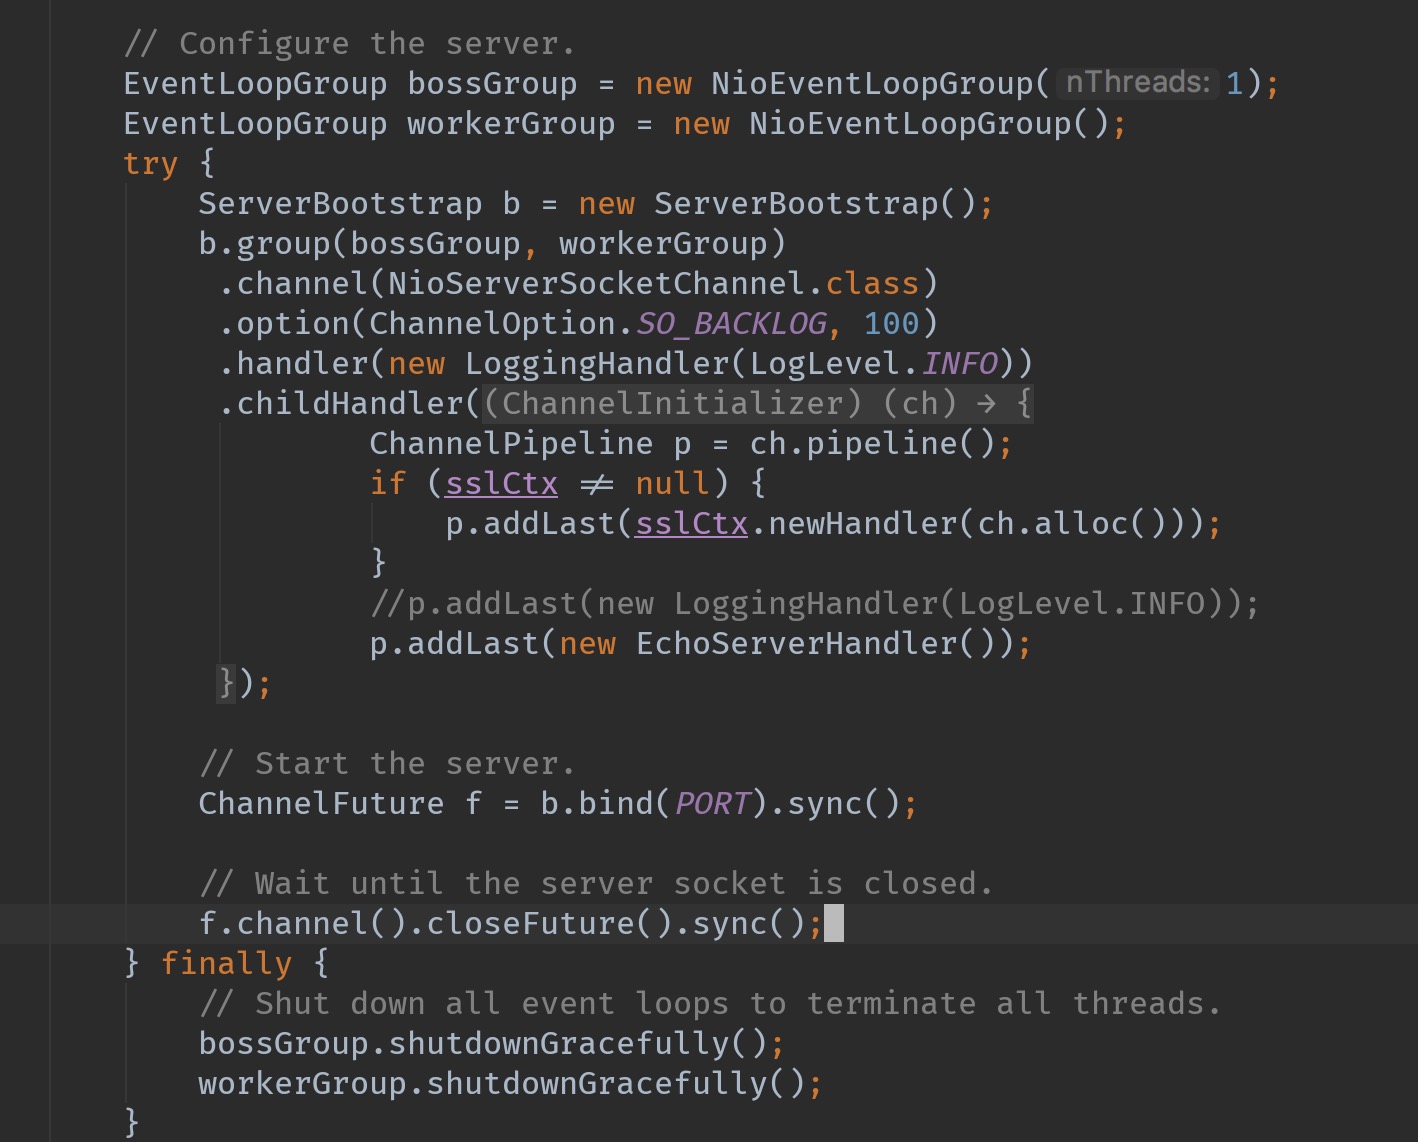 // Configure the server.
EventLoopGroup bossGroup = new NioEventLoopGroup( nThreads: 1);
EventLoopGroup workerGroup = new NioEventLoopGroup();
try {
    ServerBootstrap b = new ServerBootstrap();
    b.group(bossGroup, workerGroup)
     .channel(NioServerSocketChannel.class)
     .option(ChannelOption.SO_BACKLOG, 100)
     .handler(new LoggingHandler(LogLevel.INFO))
     .childHandler((ChannelInitializer) (ch) → {
             ChannelPipeline p = ch.pipeline();
             if (sslCtx ≠ null) {
                 p.addLast(sslCtx.newHandler(ch.alloc()));
             }
             //p.addLast(new LoggingHandler(LogLevel.INFO));
             p.addLast(new EchoServerHandler());
     });

    // Start the server.
    ChannelFuture f = b.bind(PORT).sync();

    // Wait until the server socket is closed.
    f.channel().closeFuture().sync();
} finally {
    // Shut down all event loops to terminate all threads.
    bossGroup.shutdownGracefully();
    workerGroup.shutdownGracefully();
}